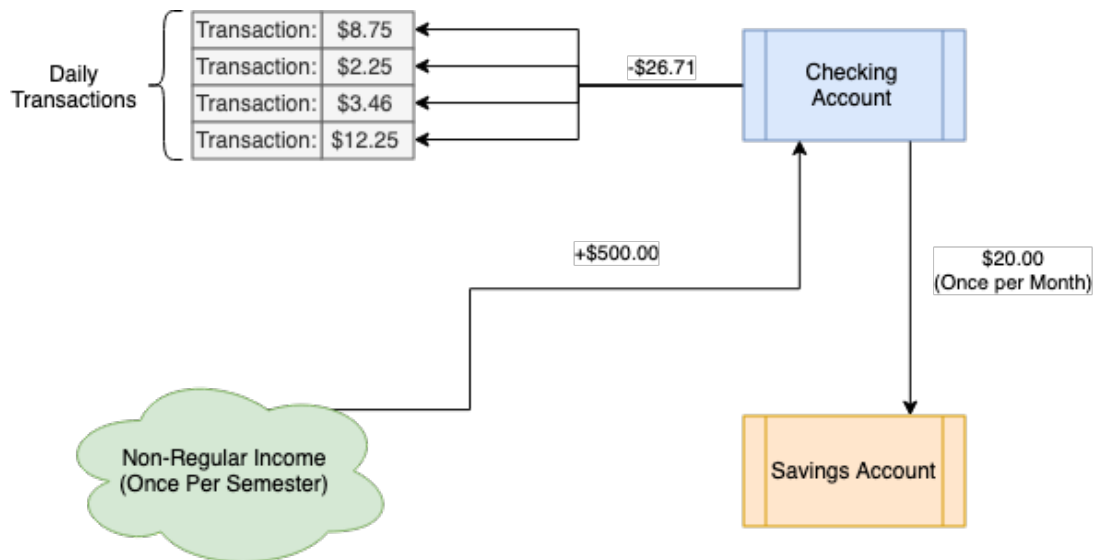 Daily
Transactions
Transaction: $8.75
Transaction: $2.25
Transaction: $3.46
Transaction: $12.25
-$26.71
Checking
Account
+$500.00
$20.00
(Once per Month)
Non-Regular Income
(Once Per Semester)
Savings Account